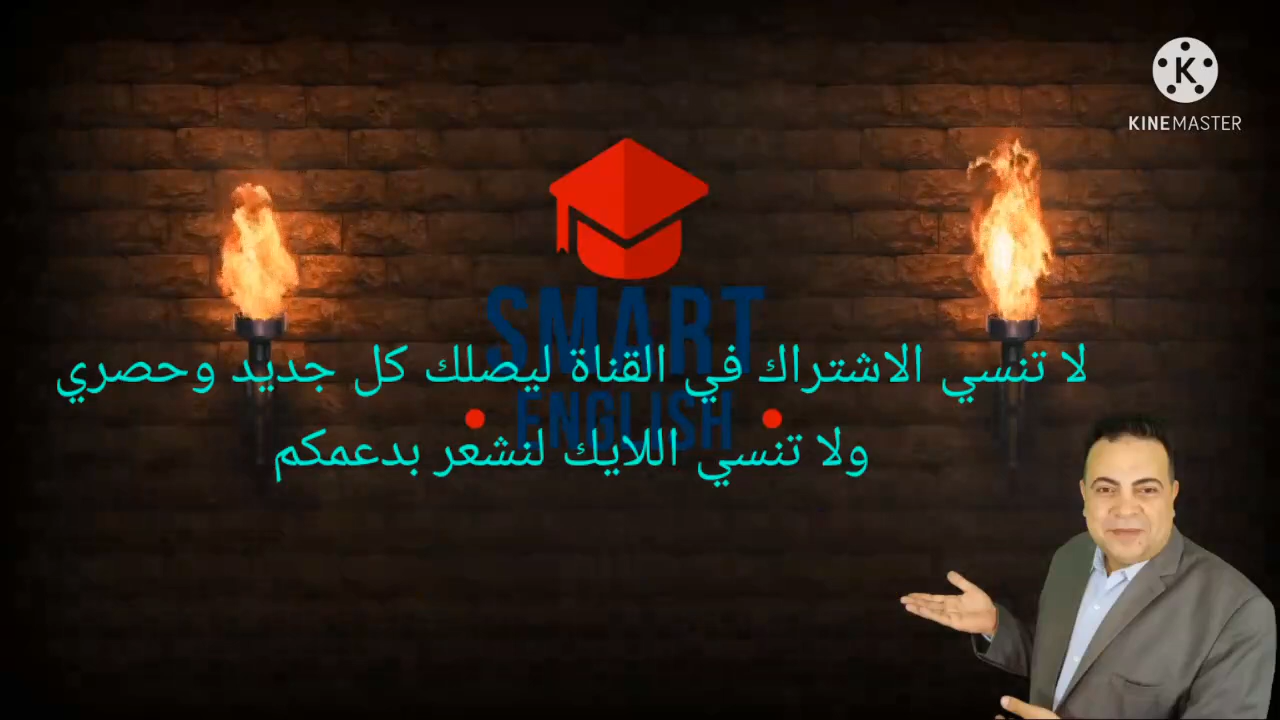 KINEMASTER
SMART
لا تنسي الاشتراك في القناة ليصلك كل جديد وحصري
ENGLISH
ولا تنسي اللايك لنشعر بدعمكم